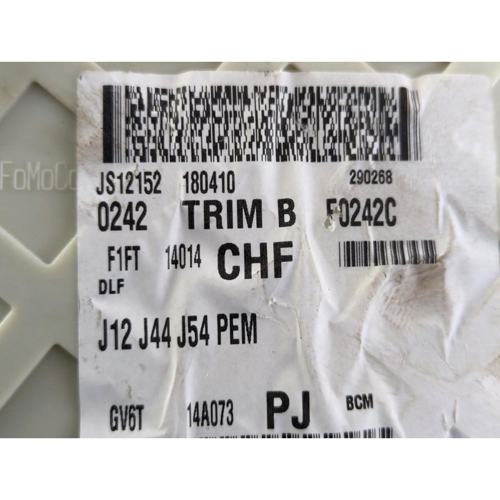 FoMoCo
JS12152 180410 290268
0242 TRIM B F0242C
F1FT 14014 CHF
DLF
J12 J44 J54 PEM
GV6T 14A073 PJ BCM